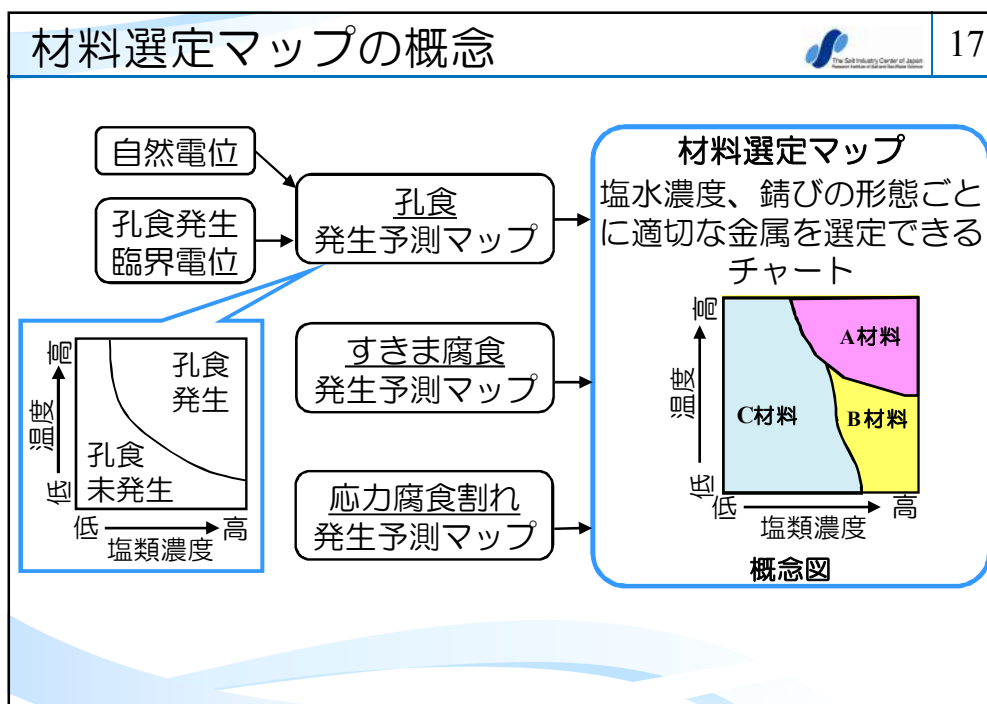 材料選定マップの概念
The Salt Industry Center of Japan
17
自然電位
孔食発生
臨界電位
孔食
発生予測マップ
すきま腐食
発生予測マップ
応力腐食割れ
発生予測マップ
高
温度
低
孔食
発生
孔食
未発生
低
高
塩類濃度
材料選定マップ
塩水濃度、錆びの形態ごと
に適切な金属を選定できる
チャート
高
温度
低
A材料
C材料
B材料
低
高
塩類濃度
概念図